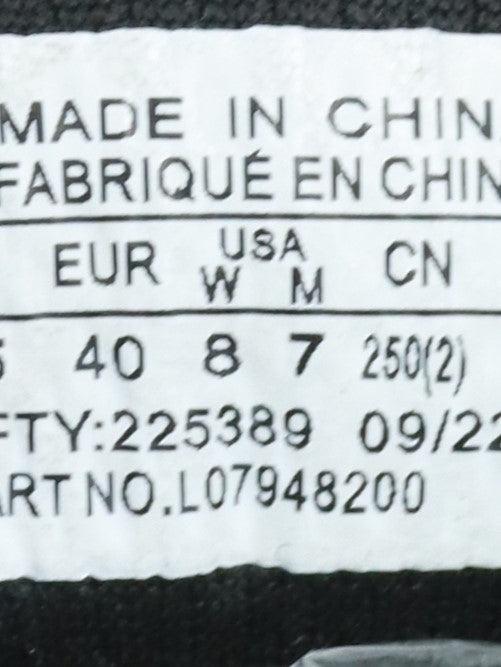 MADE IN CHIN
FABRIQUÉ EN CHIN
EUR USA CN
W M
40 8 7 250(2)
FTY:225389 09/22
ART NO.L07948200